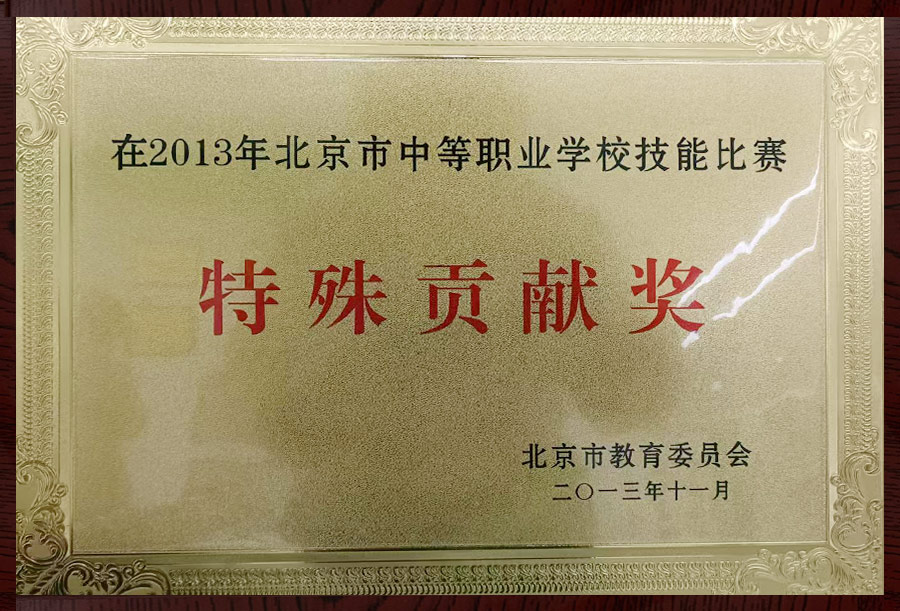 在2013年北京市中等职业学校技能比赛
特殊贡献奖
北京市教育委员会
二〇一三年十一月